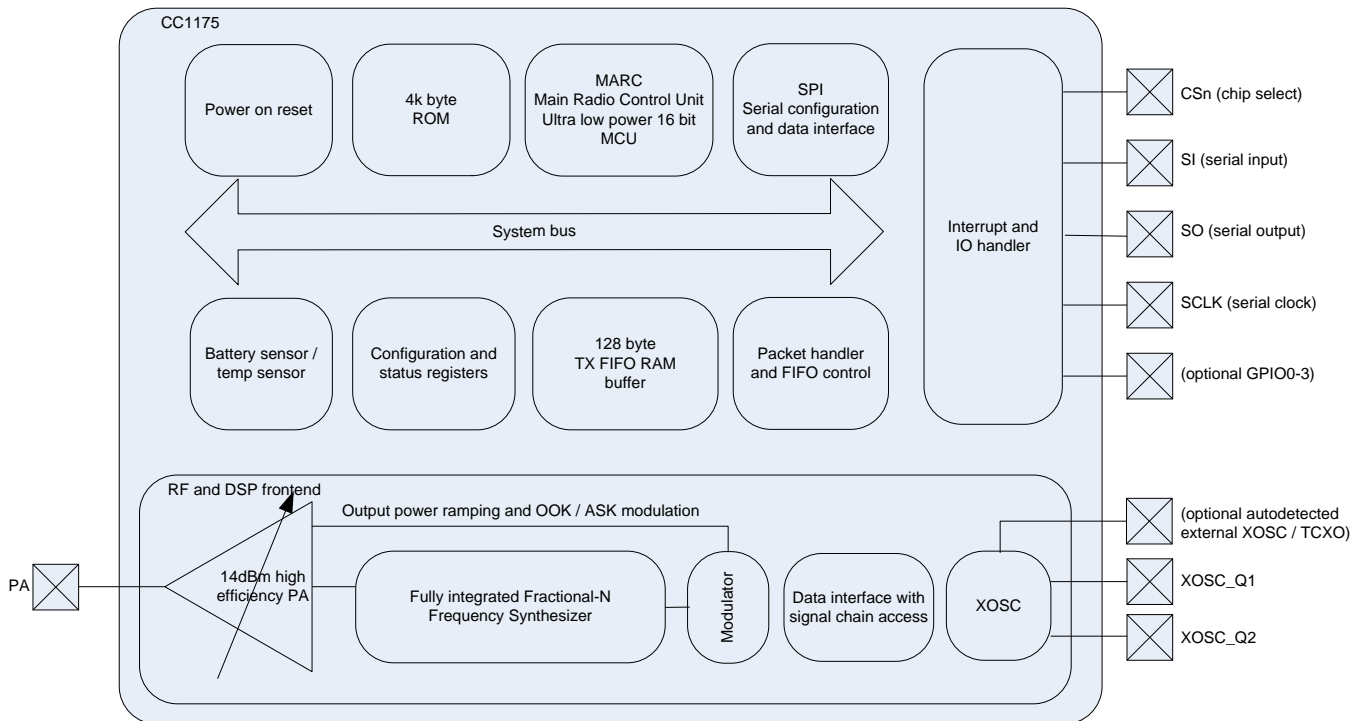 CC1175
Power on reset
4k byte
ROM
MARC
Main Radio Control Unit
Ultra low power 16 bit
MCU
SPI
Serial configuration
and data interface
CSn (chip select)
SI (serial input)
System bus
Interrupt and
IO handler
SO (serial output)
SCLK (serial clock)
Battery sensor /
temp sensor
Configuration and
status registers
128 byte
TX FIFO RAM
buffer
Packet handler
and FIFO control
(optional GPIO0-3)
RF and DSP frontend
Output power ramping and OOK / ASK modulation
(optional autodetected
external XOSC / TCXO)
PA
14dBm high
efficiency PA
Fully integrated Fractional-N
Frequency Synthesizer
Modulator
Data interface with
signal chain access
XOSC
XOSC_Q1
XOSC_Q2